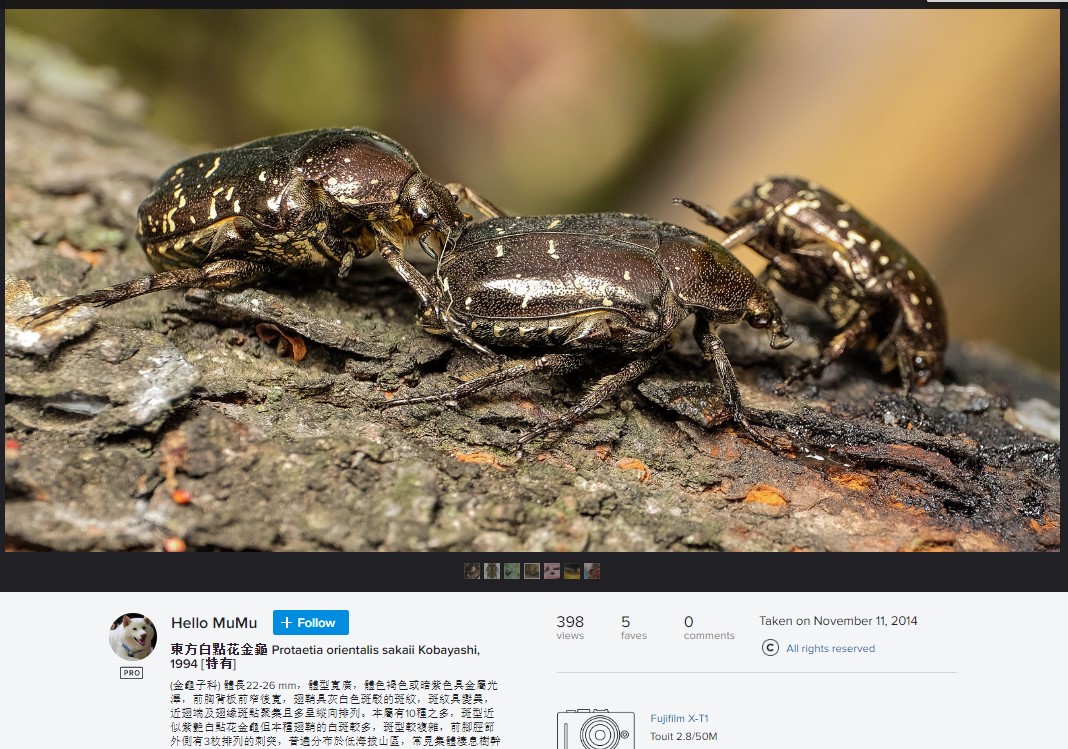 Hello MuMu
+ Follow
東方白點花金龜 Protaetia orientalis sakaii Kobayashi,
1994 [特有]
PRO
(金龜子科) 體長22-26 mm，體型寬廣，體色褐色或暗紫色具金屬光
澤，前胸背板前窄後寬，翅鞘具灰白色斑駁的斑紋，斑紋具變異，
近翅端及翅緣斑點聚集且多呈縱向排列。本屬有10種之多，斑型近
似紫艷白點花金龜但本種翅鞘的白斑較多，斑型較複雜，前腳脛節
外側有3枚排列的刺突，普遍分布於低海拔山區，常見集體棲息樹幹
398
views
5
faves
0
comments
Taken on November 11, 2014
© All rights reserved
Fujifilm X-T1
Touit 2.8/50M